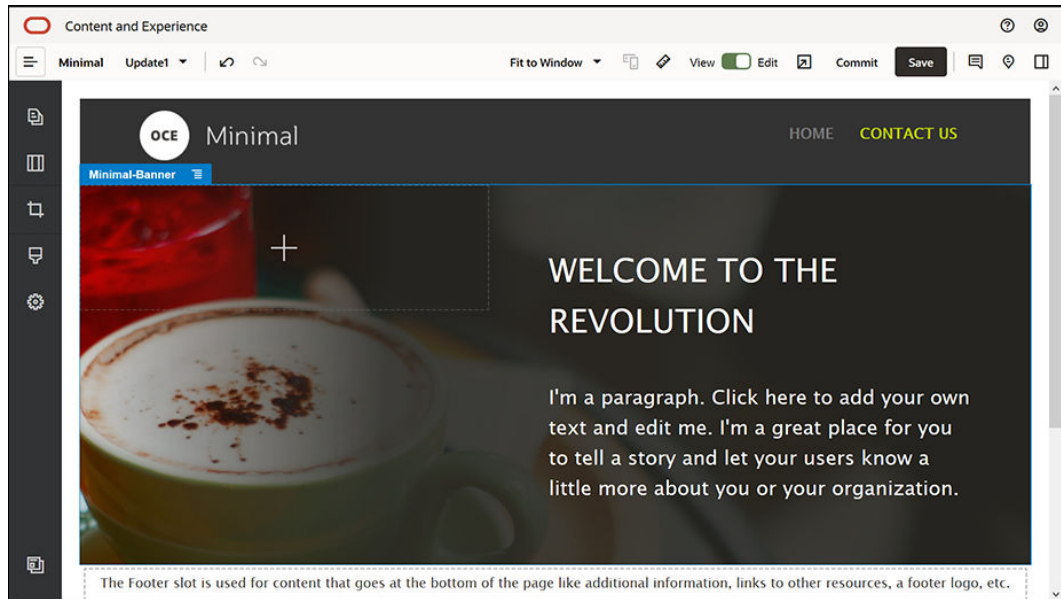 Content and Experience
Minimal Update1 Fit to Window View Edit Commit Save
OCE Minimal HOME CONTACT US
Minimal-Banner
WELCOME TO THE
REVOLUTION
I'm a paragraph. Click here to add your own
text and edit me. I'm a great place for you
to tell a story and let your users know a
little more about you or your organization.
The Footer slot is used for content that goes at the bottom of the page like additional information, links to other resources, a footer logo, etc.